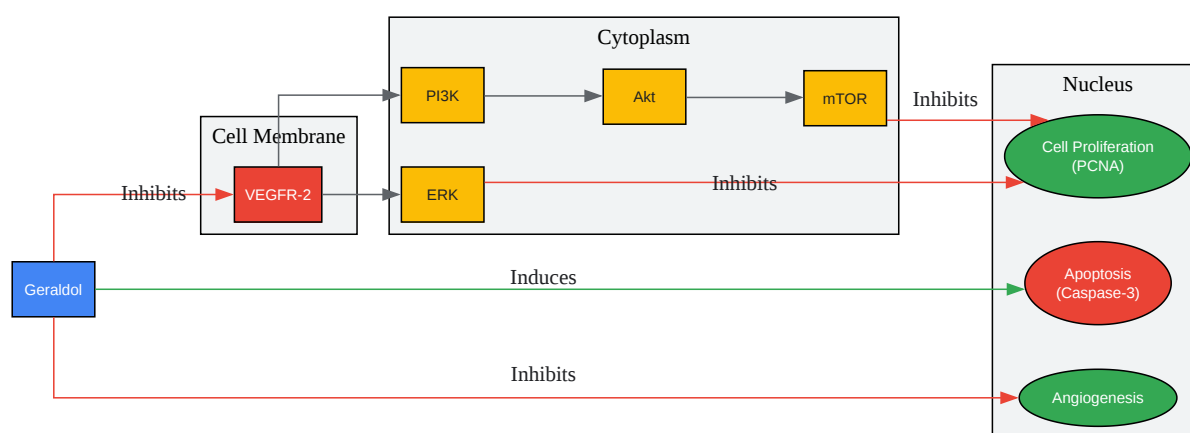 Cytoplasm
PI3K
Akt
mTOR
Inhibits
Nucleus
Cell Proliferation
(PCNA)
Cell Membrane
VEGFR-2
ERK
Inhibits
Inhibits
Geraldol
Induces
Apoptosis
(Caspase-3)
Inhibits
Angiogenesis